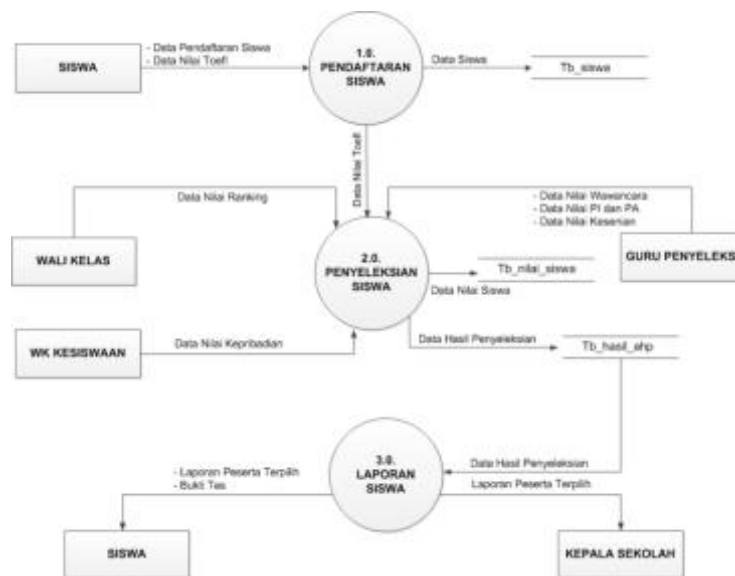 - Data Pendaftaran Siswa
- Data Nilai Toefl
SISWA
1.0.
PENDAFTARAN
SISWA
Data Siswa
Tb_siswa
Data Nilai Toefl
Data Nilai Ranking
- Data Nilai Wawancara
- Data Nilai PI dan PA
- Data Nilai Kesenian
WALI KELAS
2.0.
PENYELEKSIAN
SISWA
Tb_nilai_siswa
Data Nilai Siswa
GURU PENYELEKS
WK KESISWAAN
Data Nilai Kepribadian
Data Hasil Penyeleksian
Tb_hasil_ahp
3.0.
LAPORAN
SISWA
Data Hasil Penyeleksian
- Laporan Peserta Terpilih
- Bukti Tes
Laporan Peserta Terpilih
SISWA
KEPALA SEKOLAH